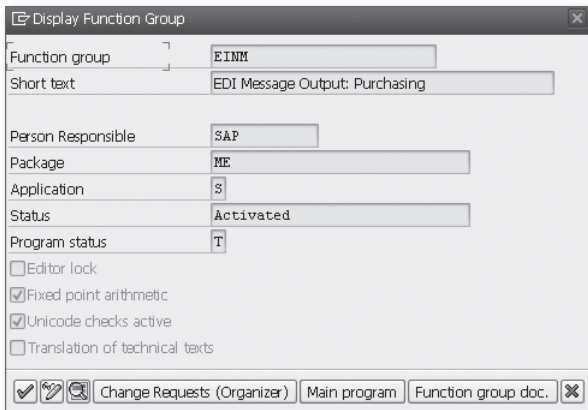 Display Function Group
Function group EINM
Short text EDI Message Output: Purchasing
Person Responsible SAP
Package ME
Application S
Status Activated
Program status T
Editor lock
Fixed point arithmetic
Unicode checks active
Translation of technical texts
Change Requests (Organizer) Main program Function group doc.